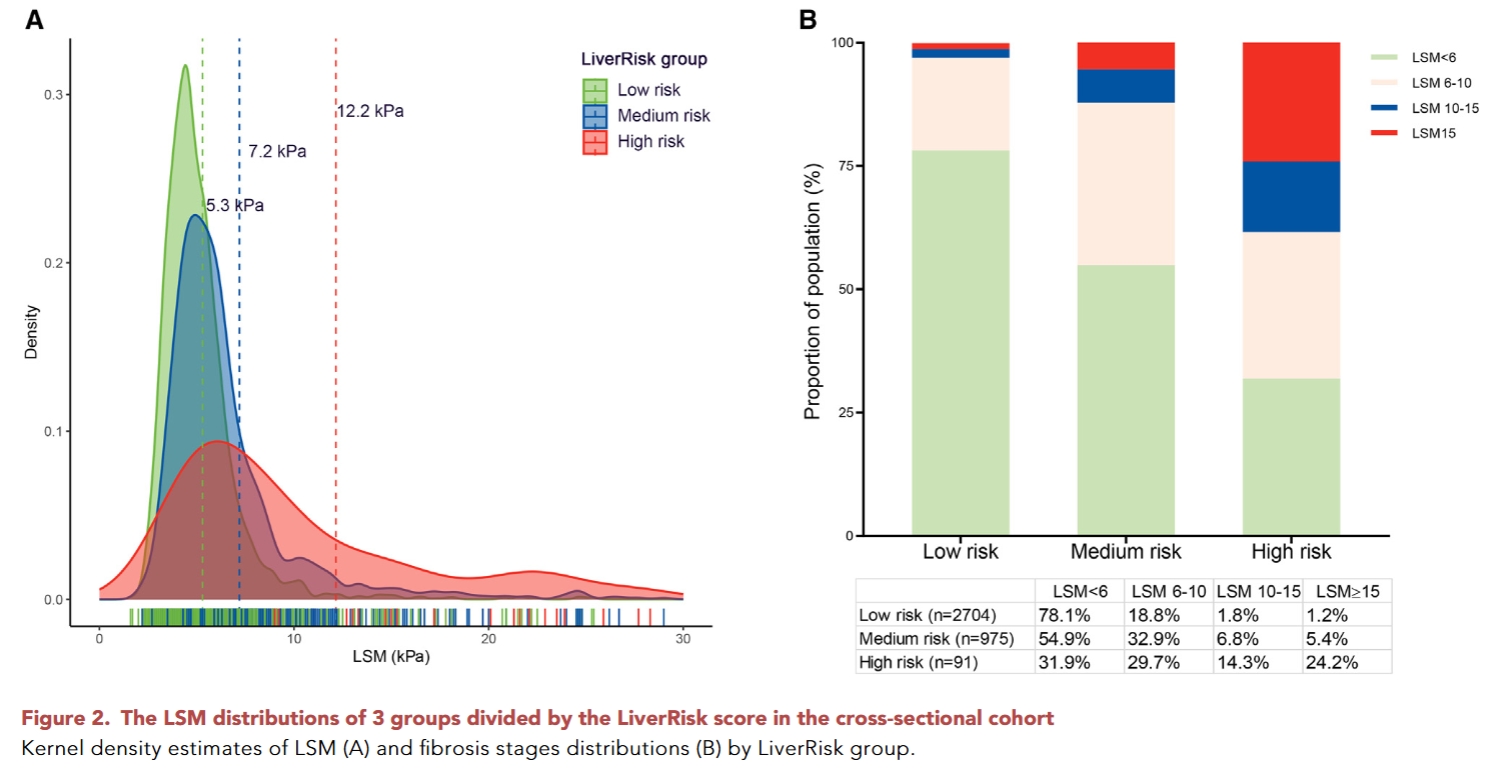 A
0.3
0.2
0.1
0.0
Density
0
10
20
30
LSM (kPa)
5.3 kPa
7.2 kPa
12.2 kPa
LiverRisk group
Low risk
Medium risk
High risk
B
100
75
50
25
0
Proportion of population (%)
Low risk
Medium risk
High risk
LSM<6
LSM 6-10
LSM 10-15
LSM15
LSM<6 LSM 6-10 LSM 10-15 LSM≥15
Low risk (n=2704) 78.1% 18.8% 1.8% 1.2%
Medium risk (n=975) 54.9% 32.9% 6.8% 5.4%
High risk (n=91) 31.9% 29.7% 14.3% 24.2%
Figure 2. The LSM distributions of 3 groups divided by the LiverRisk score in the cross-sectional cohort
Kernel density estimates of LSM (A) and fibrosis stages distributions (B) by LiverRisk group.